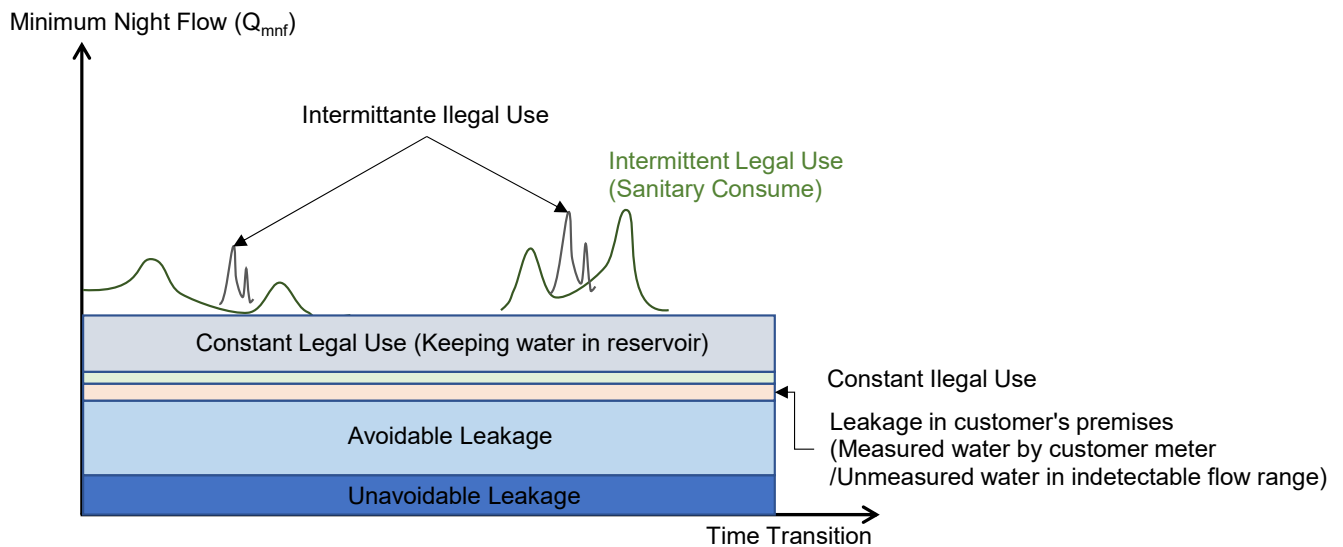 Minimum Night Flow (Qmnf)
Intermittante Ilegal Use
Intermittent Legal Use
(Sanitary Consume)
Constant Legal Use (Keeping water in reservoir)
Constant Ilegal Use
Leakage in customer's premises
(Measured water by customer meter
/Unmeasured water in indetectable flow range)
Avoidable Leakage
Unavoidable Leakage
Time Transition